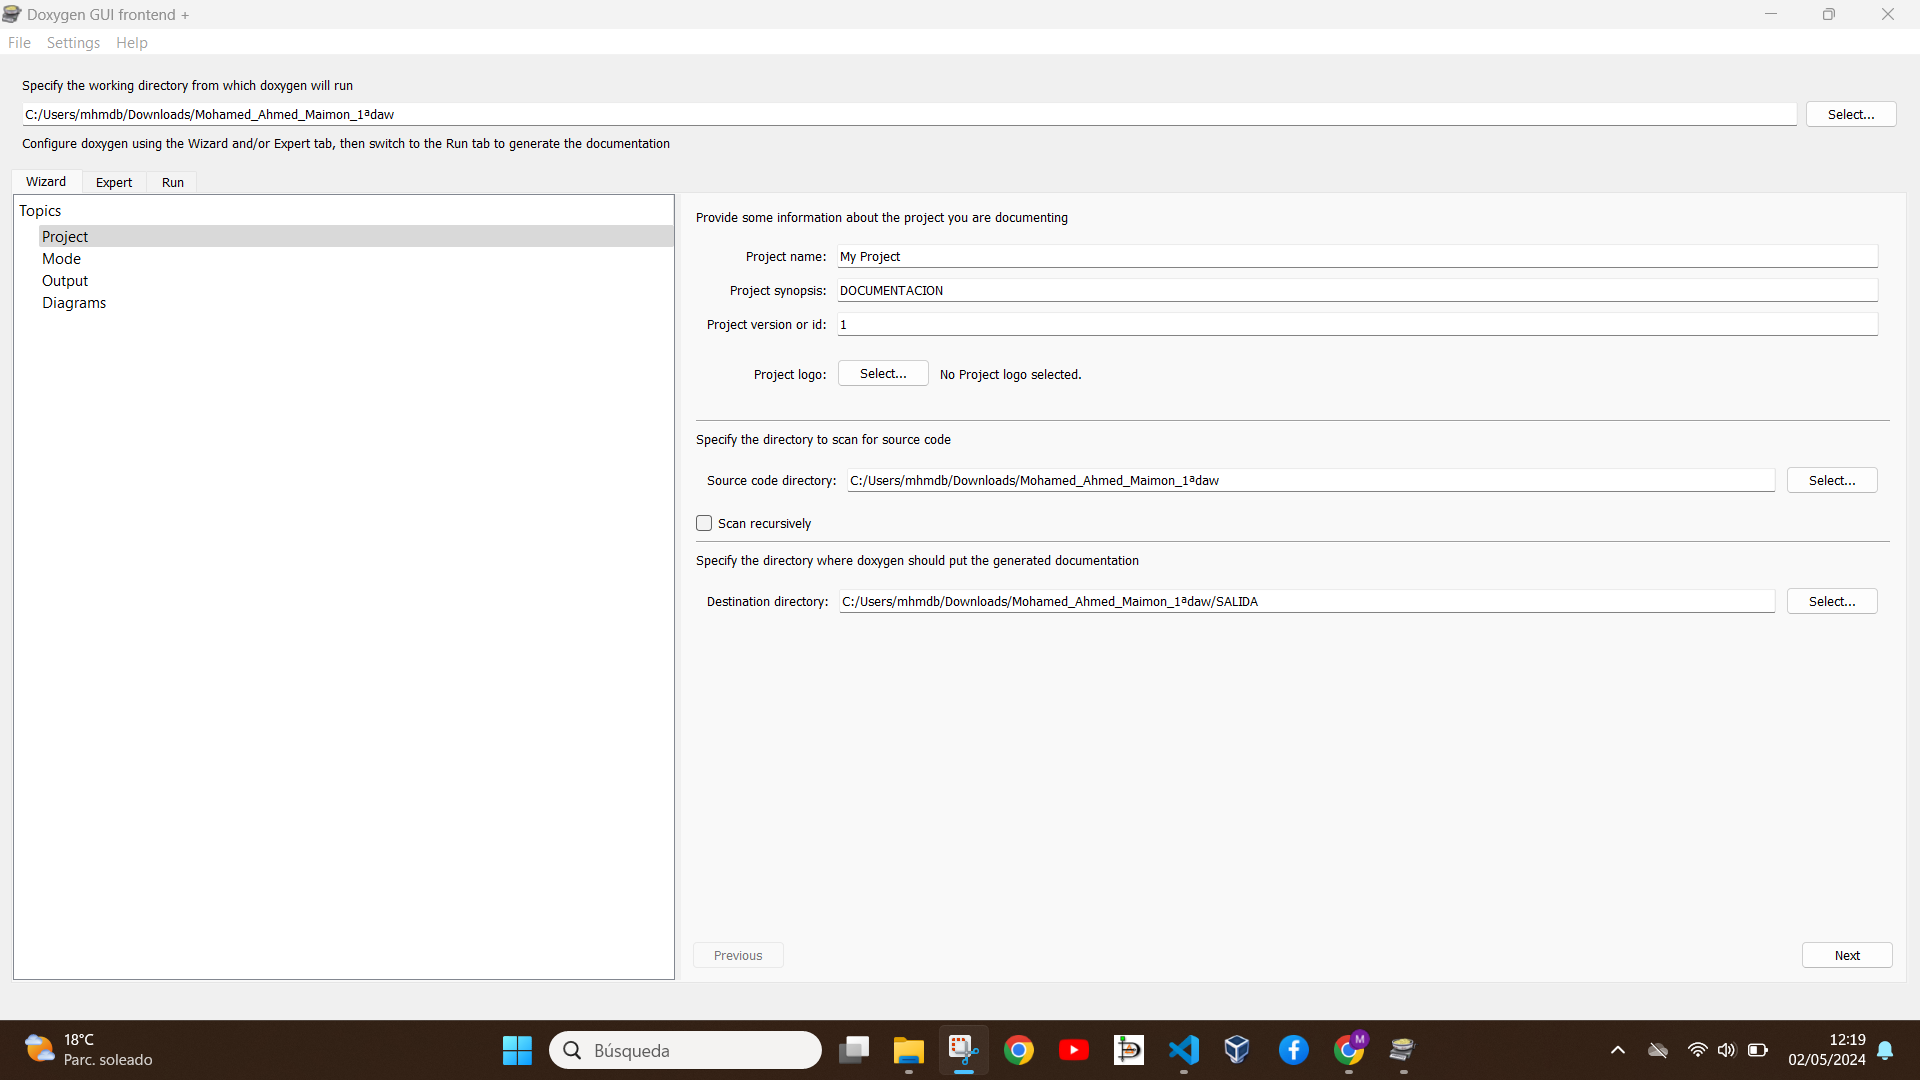 Doxygen GUI frontend +
File Settings Help
Specify the working directory from which doxygen will run
C:/Users/mhmdb/Downloads/Mohamed_Ahmed_Maimon_1ªdaw
Select...
Configure doxygen using the Wizard and/or Expert tab, then switch to the Run tab to generate the documentation
Wizard Expert Run
Topics
Project
Mode
Output
Diagrams
Provide some information about the project you are documenting
Project name: My Project
Project synopsis: DOCUMENTACION
Project version or id: 1
Project logo: Select... No Project logo selected.
Specify the directory to scan for source code
Source code directory: C:/Users/mhmdb/Downloads/Mohamed_Ahmed_Maimon_1ªdaw Select...
Scan recursively
Specify the directory where doxygen should put the generated documentation
Destination directory: C:/Users/mhmdb/Downloads/Mohamed_Ahmed_Maimon_1ªdaw/SALIDA Select...
Previous Next
18°C
Parc. soleado
Búsqueda
M
12:19
02/05/2024